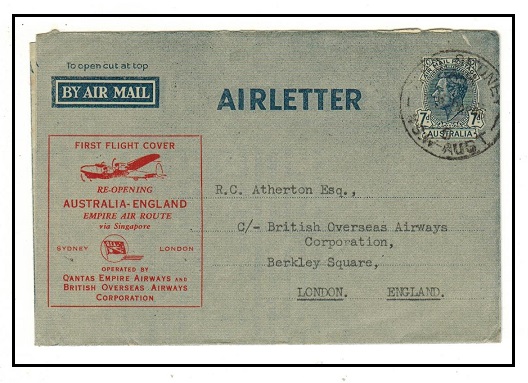 To open cut at top
BY AIR MAIL
AIRLETTER
7d 7d
AUSTRALIA
SYDNEY
N.S.W-AUST
FIRST FLIGHT COVER
RE-OPENING
AUSTRALIA-ENGLAND
EMPIRE AIR ROUTE
via Singapore
SYDNEY LONDON
OPERATED BY
QANTAS EMPIRE AIRWAYS AND
BRITISH OVERSEAS AIRWAYS
CORPORATION
R.C. Atherton Esq.,
C/- British Overseas Airways
Corporation,
Berkley Square,
LONDON. ENGLAND.